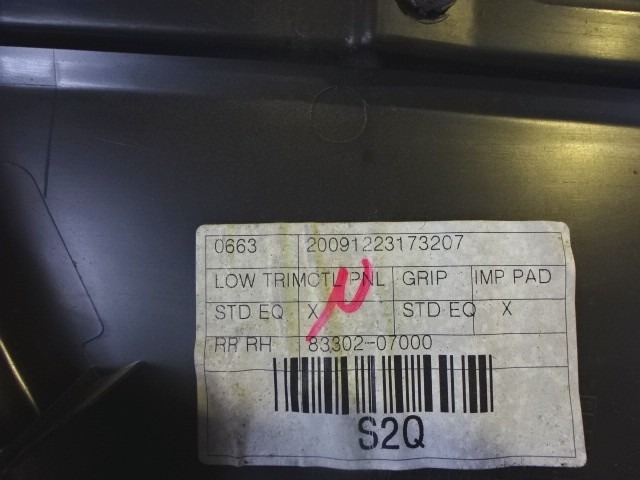 0663 20091223173207
LOW TRIM CTL PNL GRIP IMP PAD
STD EQ X STD EQ X
RR RH 83302-07000
S2Q